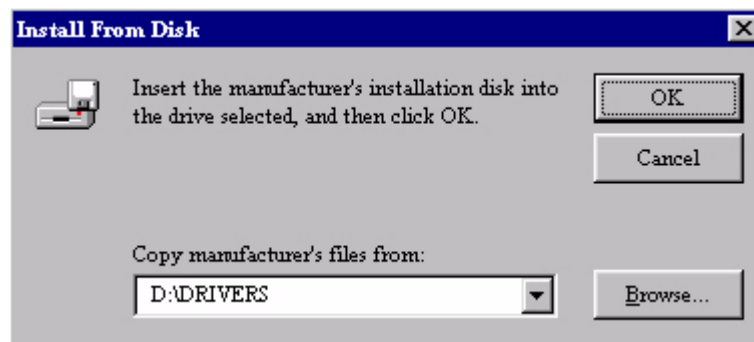 Install From Disk
Insert the manufacturer's installation disk into
the drive selected, and then click OK.
OK
Cancel
Copy manufacturer's files from:
D:\DRIVERS
Browse...